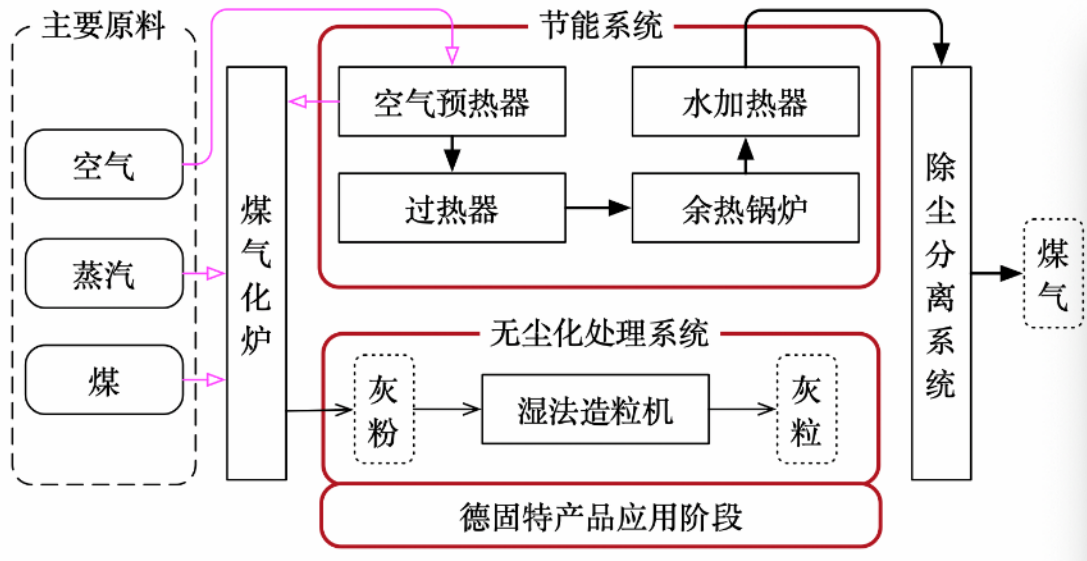 主要原料
空气
蒸汽
煤
煤气化炉
节能系统
空气预热器
水加热器
过热器
余热锅炉
无尘化处理系统
灰粉
湿法造粒机
灰粒
德固特产品应用阶段
除尘分离系统
煤气